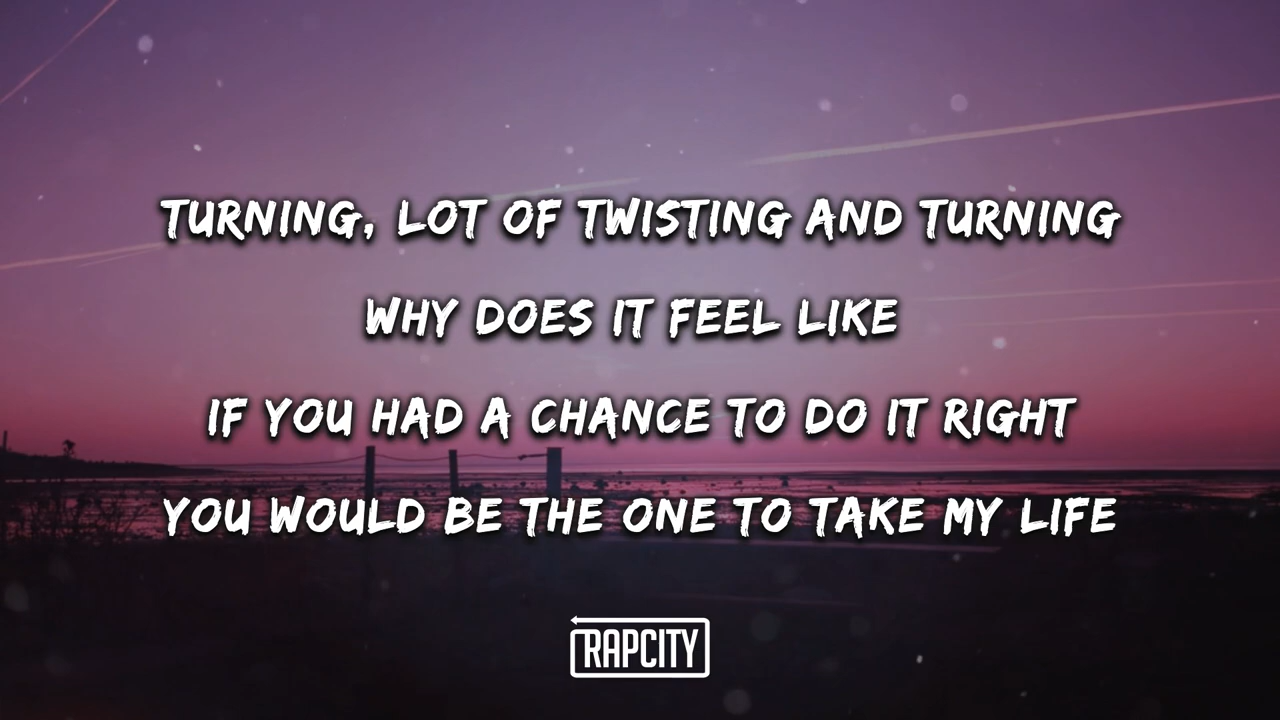 TURNING, LOT OF TWISTING AND TURNING
WHY DOES IT FEEL LIKE
IF YOU HAD A CHANCE TO DO IT RIGHT
YOU WOULD BE THE ONE TO TAKE MY LIFE
RAPCITY